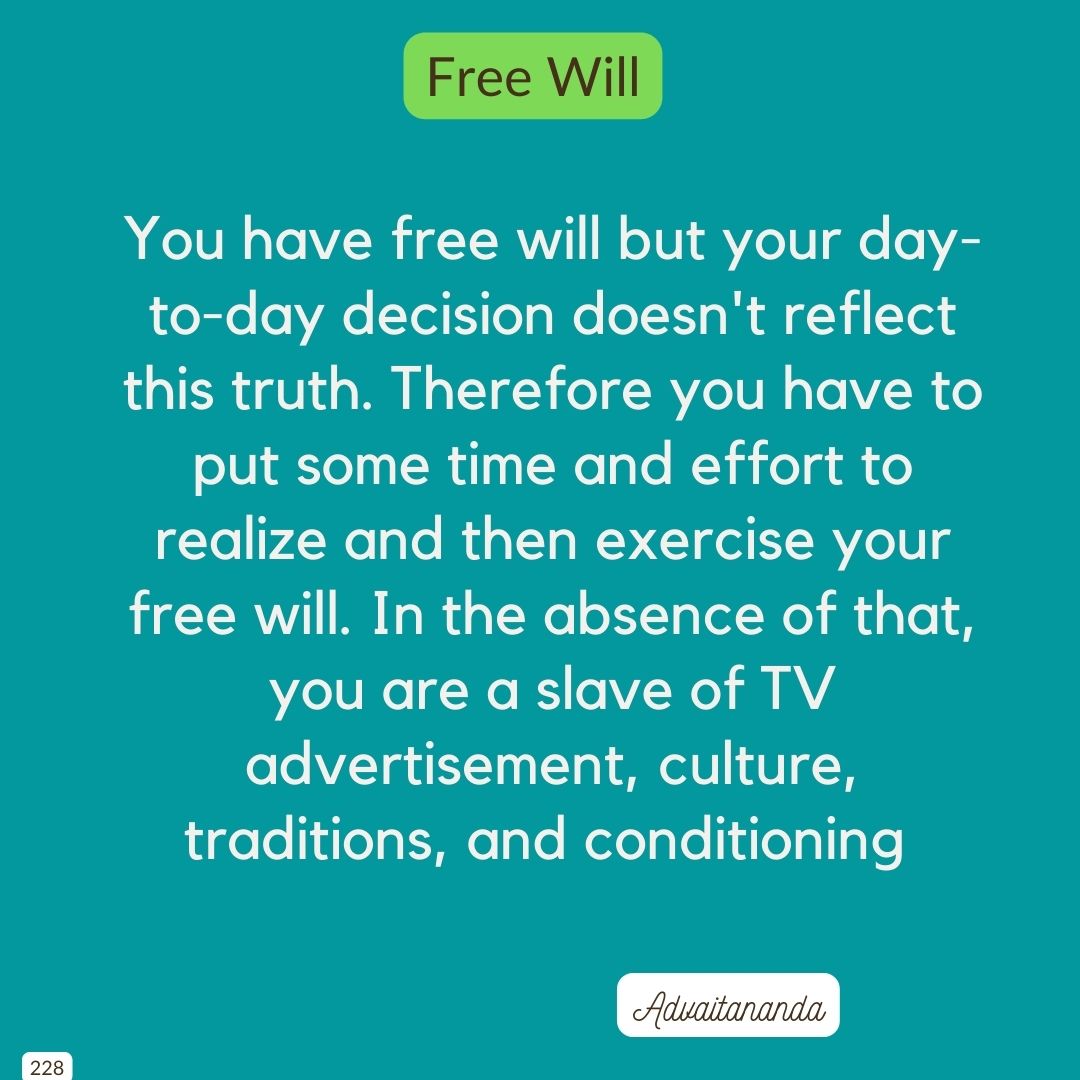 Free Will
You have free will but your day-
to-day decision doesn't reflect
this truth. Therefore you have to
put some time and effort to
realize and then exercise your
free will. In the absence of that,
you are a slave of TV
advertisement, culture,
traditions, and conditioning
Advaitananda
228